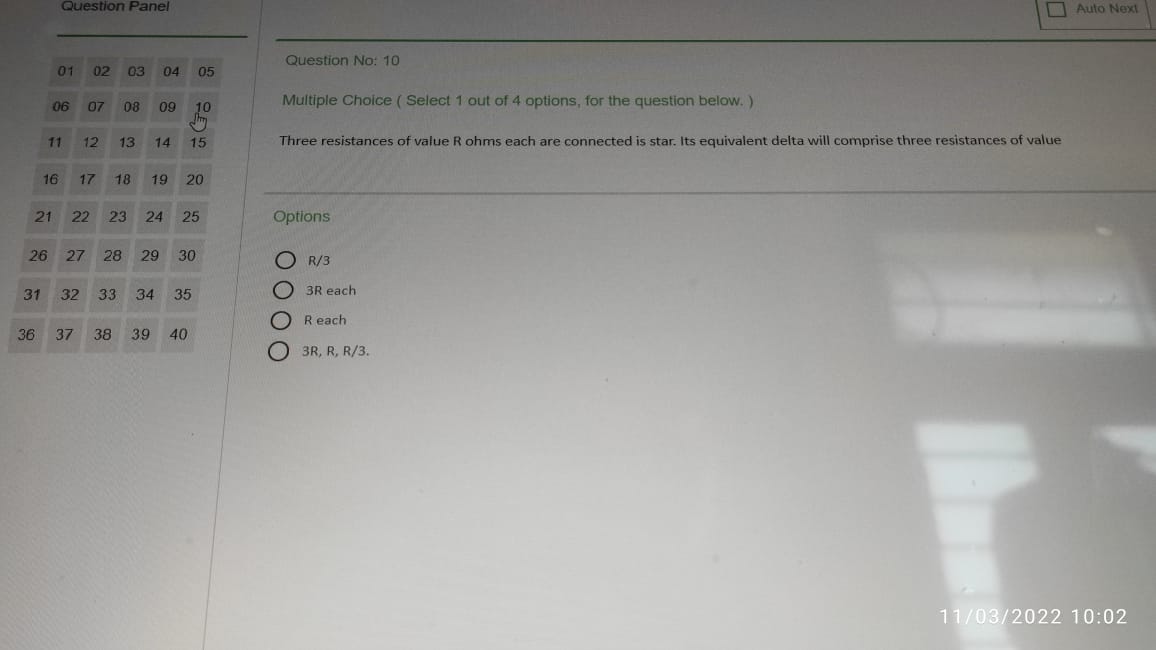 Question Panel
Auto Next
01 02 03 04 05
06 07 08 09 10
11 12 13 14 15
16 17 18 19 20
21 22 23 24 25
26 27 28 29 30
31 32 33 34 35
36 37 38 39 40
Question No: 10
Multiple Choice ( Select 1 out of 4 options, for the question below. )
Three resistances of value R ohms each are connected is star. Its equivalent delta will comprise three resistances of value
Options
R/3
3R each
R each
3R, R, R/3.
11/03/2022 10:02